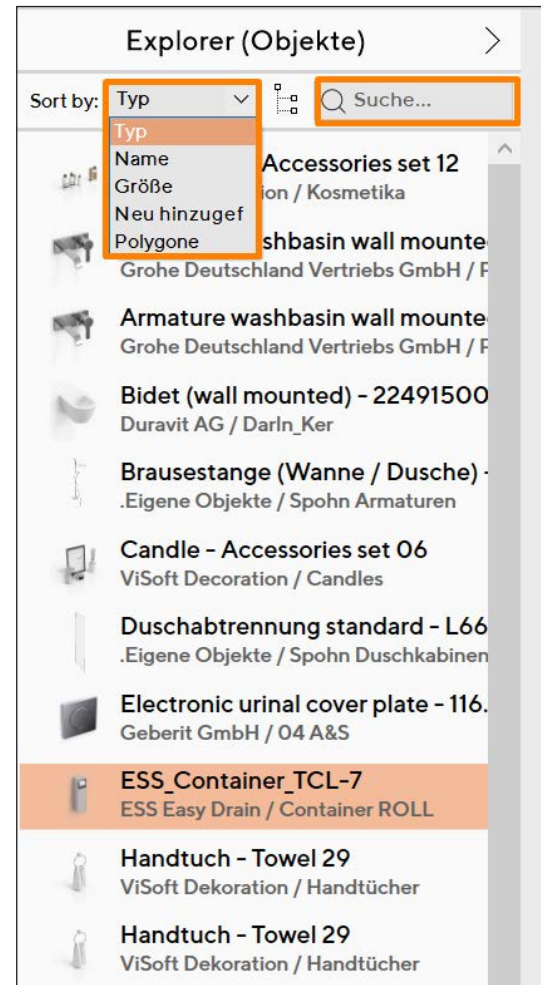 Explorer (Objekte)
Sort by: Typ Suche...
Typ
Name
Größe
Neu hinzugef
Polygone
Accessories set 12
/ Kosmetika
mounte
Grohe Deutschland Vertriebs GmbH /
Armature washbasin wall mounte
Grohe Deutschland Vertriebs GmbH /
Bidet (wall mounted) - 22491500
Duravit AG / Darln_Ker
Brausestange (Wanne / Dusche) -
.Eigene Objekte / Spohn Armaturen
Candle - Accessories set 06
ViSoft Decoration / Candles
Duschabtrennung standard - L66
.Eigene Objekte / Spohn Duschkabinen
Electronic urinal cover plate - 116.
Geberit GmbH / 04 A&S
ESS_Container_TCL-7
ESS Easy Drain / Container ROLL
Handtuch - Towel 29
ViSoft Dekoration / Handtücher
Handtuch - Towel 29
ViSoft Dekoration / Handtücher